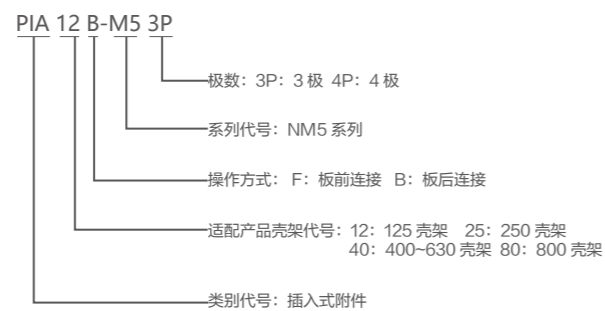 PIA 12 B-M5 3P
极数：3P：3 极 4P：4 极
系列代号：NM5 系列
操作方式： F：板前连接 B：板后连接
适配产品壳架代号：12：125 壳架 25：250 壳架
40：400~630 壳架 80：800 壳架
类别代号：插入式附件